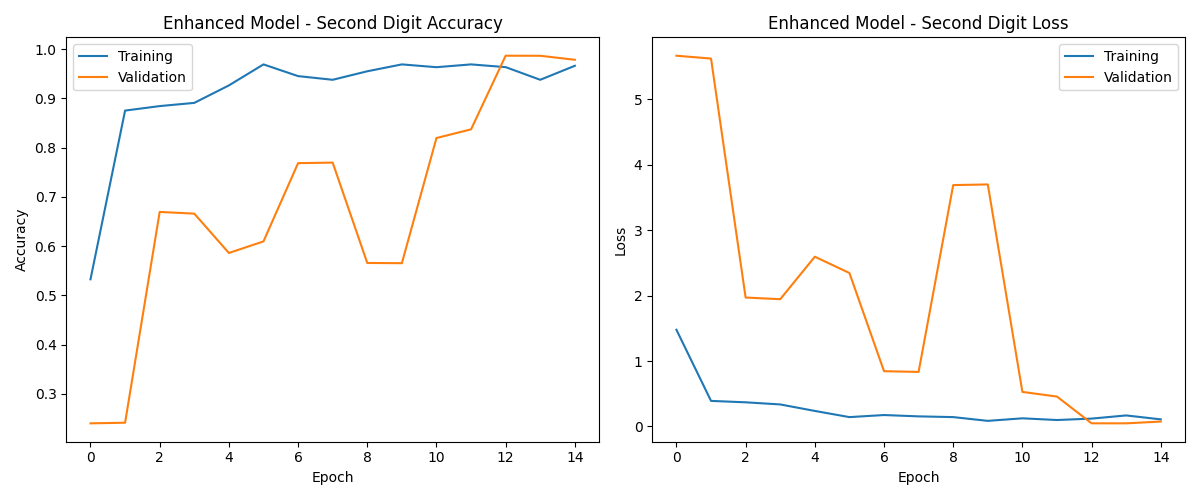 Enhanced Model - Second Digit Accuracy
Training
Validation
Accuracy
1.0
0.9
0.8
0.7
0.6
0.5
0.4
0.3
0 2 4 6 8 10 12 14
Epoch
Enhanced Model - Second Digit Loss
Training
Validation
Loss
5
4
3
2
1
0
0 2 4 6 8 10 12 14
Epoch